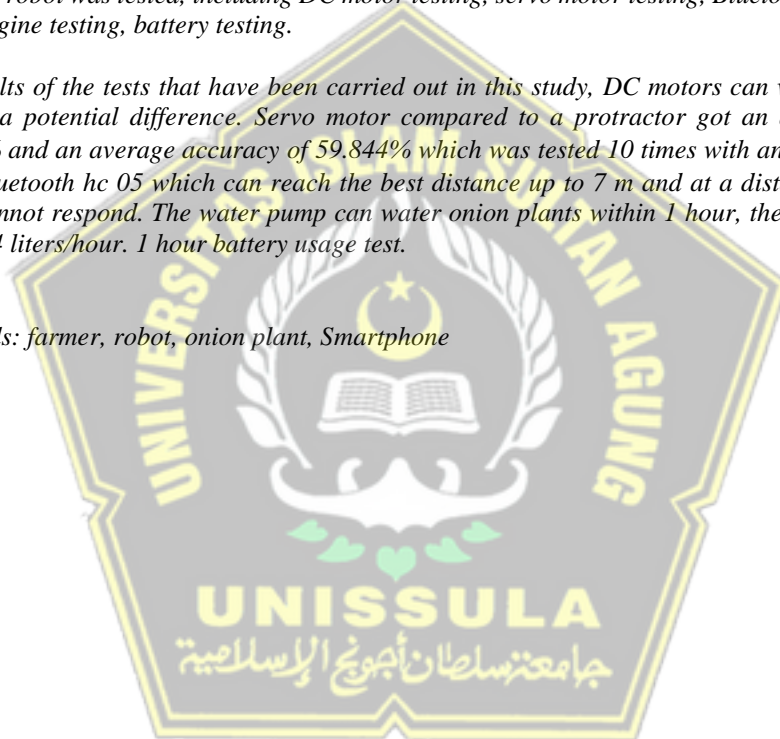 robot was tested, including DC motor testing, servo motor testing,
gine testing, battery testing.
lts of the tests that have been carried out in this study, DC motors can
a potential difference. Servo motor compared to a protractor got an
and an average accuracy of 59.844% which was tested 10 times with an
uetooth hc 05 which can reach the best distance up to 7 m and at a dist
nnot respond. The water pump can water onion plants within 1 hour, the
4 liters/hour. 1 hour battery usage test.
ls: farmer, robot, onion plant, Smartphone
UNIVERSITAS ISLAM SULTAN AGUNG
UNISSULA
جامعة سلطان أجونج الإسلامية